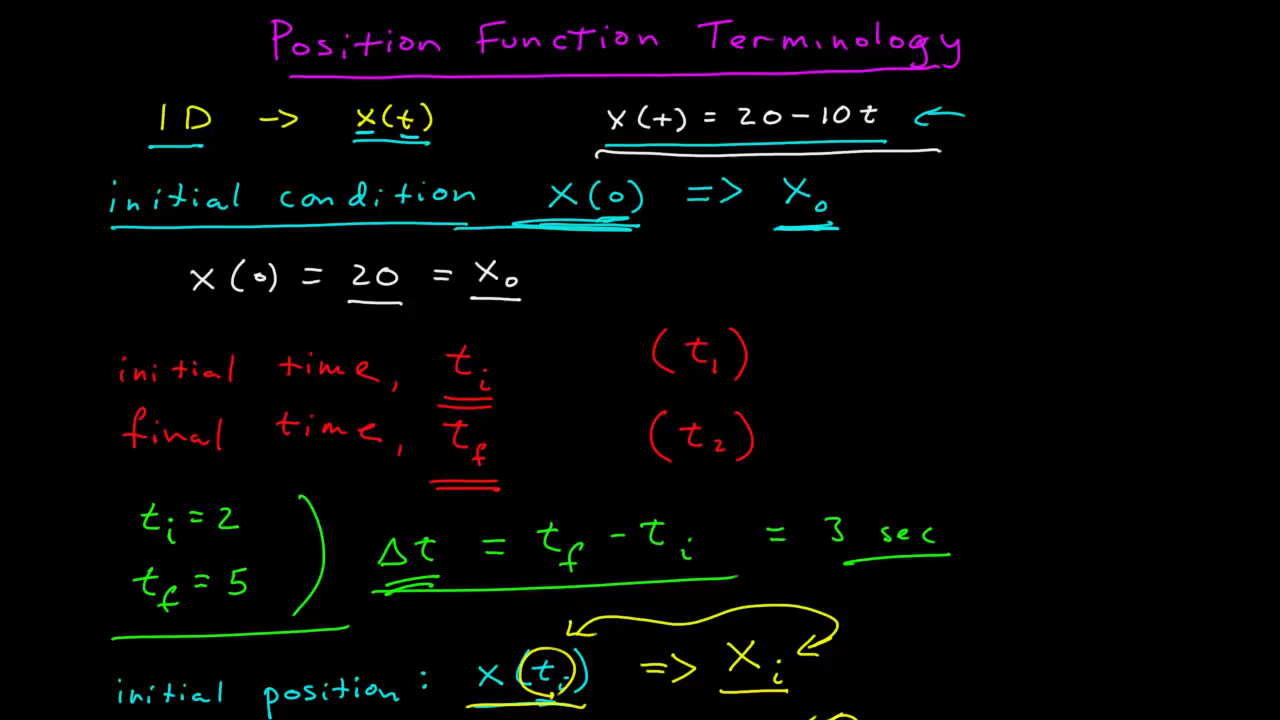 Position Function Terminology
1D -> x(t) x(t) = 20 - 10t
initial condition x(0) => x₀
x(0) = 20 = x₀
initial time, tᵢ (t₁)
final time, t_f (t₂)
tᵢ = 2
t_f = 5
Δt = t_f - tᵢ = 3 sec
initial position: x(tᵢ) => xᵢ